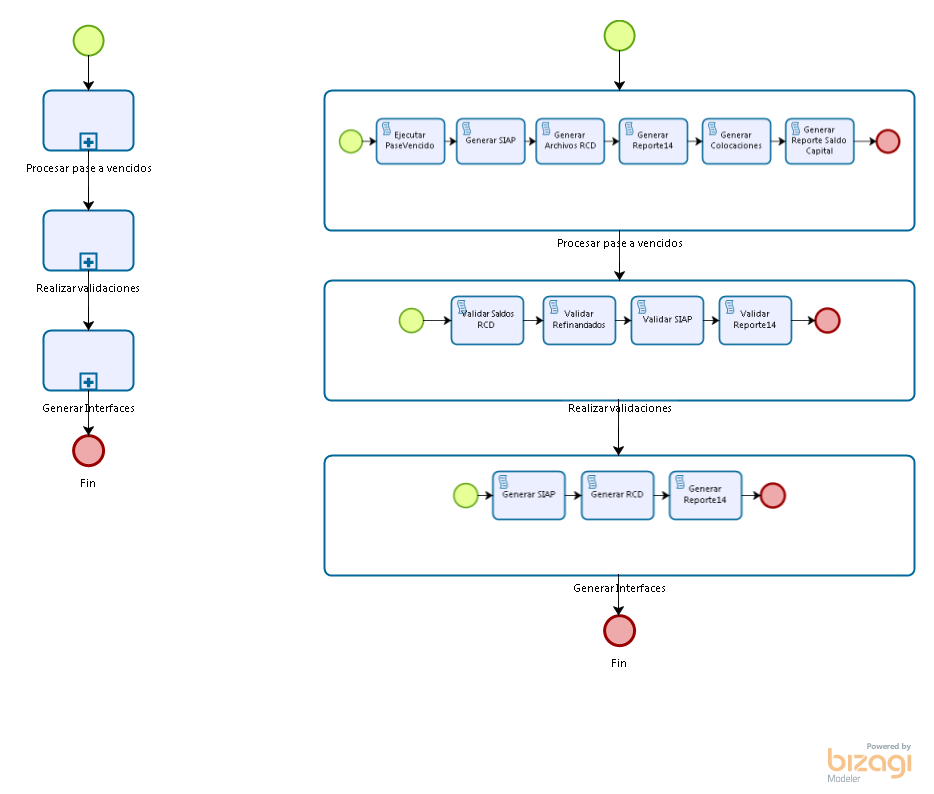 Procesar pase a vencidos
Realizar validaciones
Generar Interfaces
Fin
Ejecutar
PaseVencido
Generar SIAP
Generar
Archivos RCD
Generar
Reporte14
Generar
Colocaciones
Generar
Reporte Saldo
Capital
Procesar pase a vencidos
Validar Saldos
RCD
Validar
Refinandados
Validar SIAP
Validar
Reporte14
Realizar validaciones
Generar SIAP
Generar RCD
Generar
Reporte14
Generar Interfaces
Fin
Powered by
bizagi
Modeler